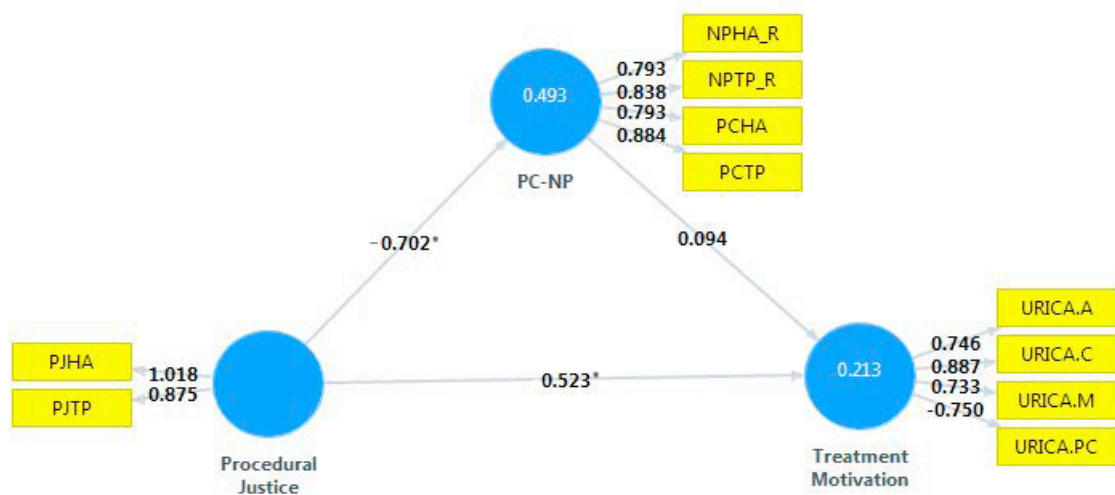 NPHA_R
0.793
NPTP_R
0.838
0.493
0.793
PCHA
0.884
PCTP
PC-NP
-0.702*
0.094
URICA.A
0.746
URICA.C
PJHA
1.018
0.887
0.213
0.523*
0.733
URICA.M
PJTP
0.875
-0.750
URICA.PC
Procedural
Justice
Treatment
Motivation